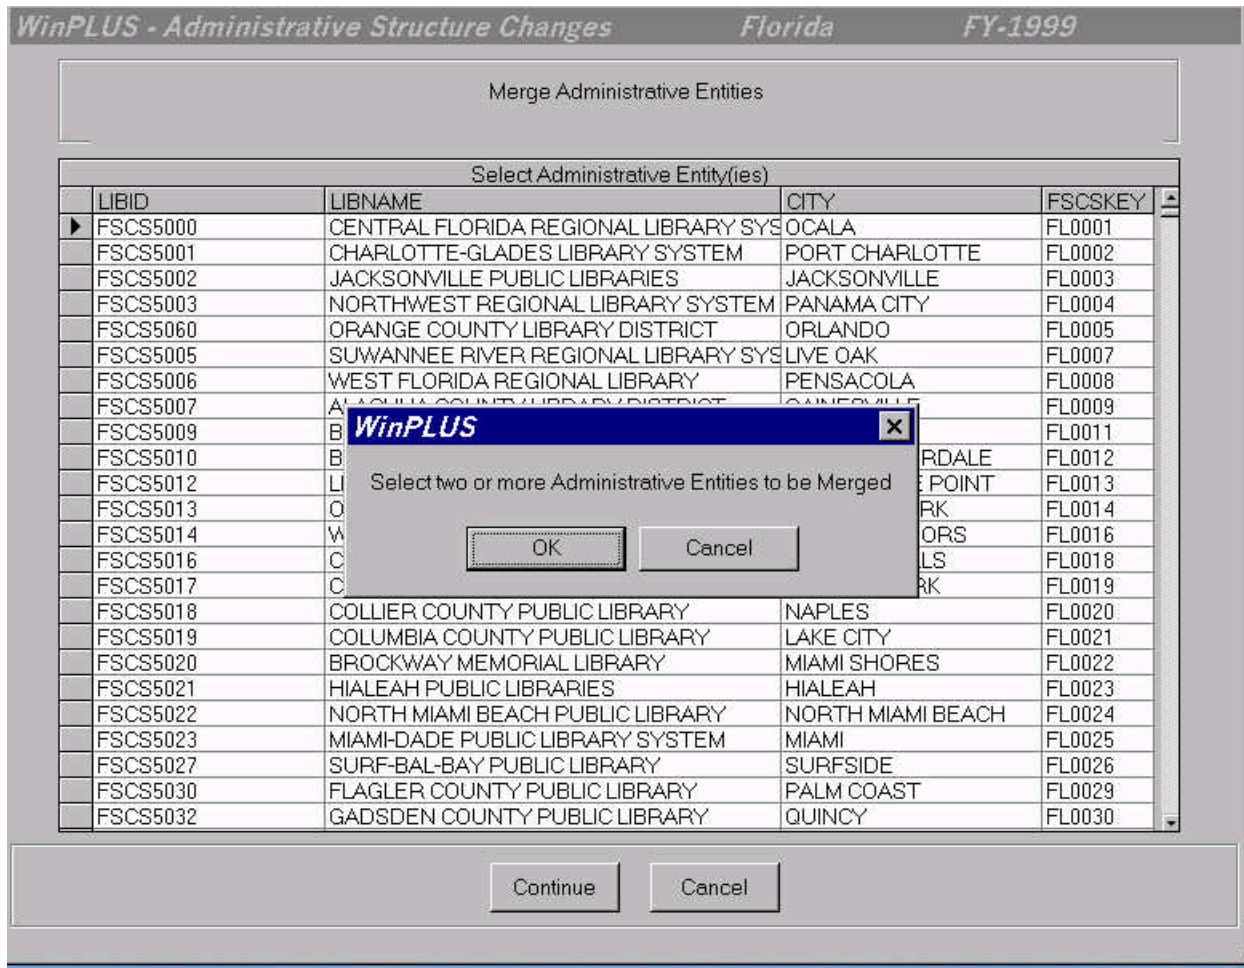 WinPLUS - Administrative Structure Changes Florida FY-1999
Merge Administrative Entities
Select Administrative Entity(ies)
LIBID LIBNAME CITY FSCSKEY
FSCS5000 CENTRAL FLORIDA REGIONAL LIBRARY SYS OCALA FL0001
FSCS5001 CHARLOTTE-GLADES LIBRARY SYSTEM PORT CHARLOTTE FL0002
FSCS5002 JACKSONVILLE PUBLIC LIBRARIES JACKSONVILLE FL0003
FSCS5003 NORTHWEST REGIONAL LIBRARY SYSTEM PANAMA CITY FL0004
FSCS5060 ORANGE COUNTY LIBRARY DISTRICT ORLANDO FL0005
FSCS5005 SUWANNEE RIVER REGIONAL LIBRARY SYS LIVE OAK FL0007
FSCS5006 WEST FLORIDA REGIONAL LIBRARY PENSACOLA FL0008
FSCS5007 ALACHUA COUNTY LIBRARY DISTRICT GAINESVILLE FL0009
FSCS5009 B FL0011
FSCS5010 B RDALE FL0012
FSCS5012 LI POINT FL0013
FSCS5013 O RK FL0014
FSCS5014 W ORS FL0016
FSCS5016 C LS FL0018
FSCS5017 C RK FL0019
WinPLUS
Select two or more Administrative Entities to be Merged
OK Cancel
FSCS5018 COLLIER COUNTY PUBLIC LIBRARY NAPLES FL0020
FSCS5019 COLUMBIA COUNTY PUBLIC LIBRARY LAKE CITY FL0021
FSCS5020 BROCKWAY MEMORIAL LIBRARY MIAMI SHORES FL0022
FSCS5021 HIALEAH PUBLIC LIBRARIES HIALEAH FL0023
FSCS5022 NORTH MIAMI BEACH PUBLIC LIBRARY NORTH MIAMI BEACH FL0024
FSCS5023 MIAMI-DADE PUBLIC LIBRARY SYSTEM MIAMI FL0025
FSCS5027 SURF-BAL-BAY PUBLIC LIBRARY SURFSIDE FL0026
FSCS5030 FLAGLER COUNTY PUBLIC LIBRARY PALM COAST FL0029
FSCS5032 GADSDEN COUNTY PUBLIC LIBRARY QUINCY FL0030
Continue Cancel